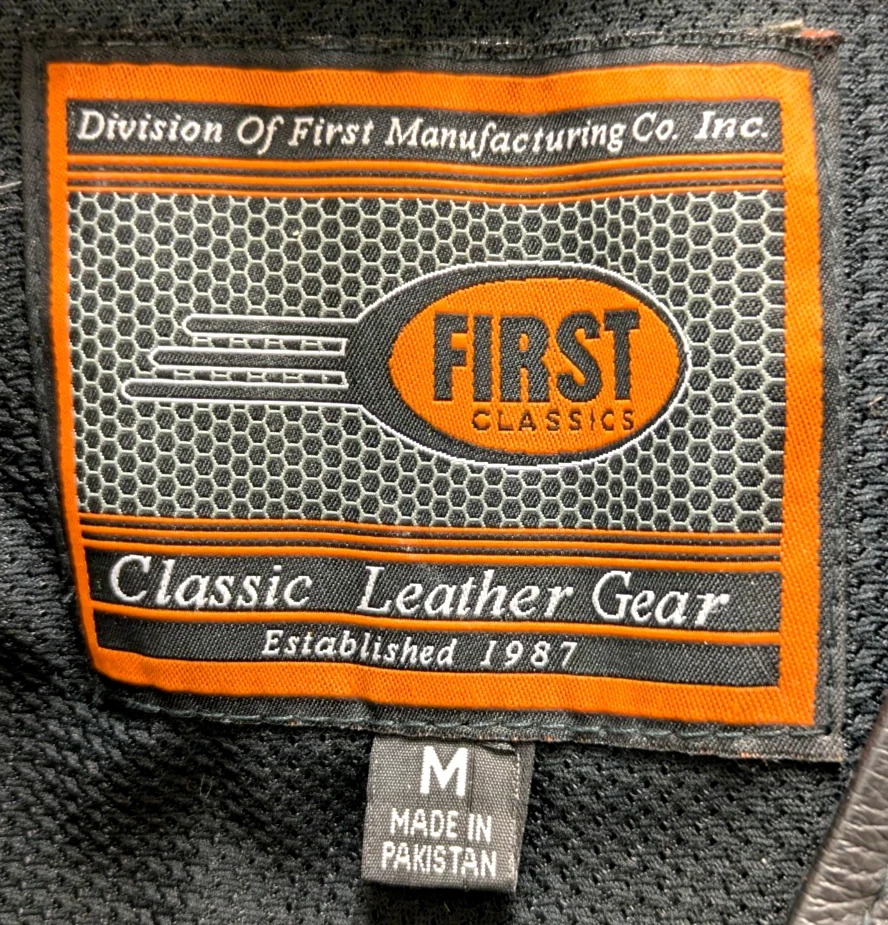 Division Of First Manufacturing Co. Inc.
FIRST
CLASSICS
Classic Leather Gear
Established 1987
M
MADE IN
PAKISTAN